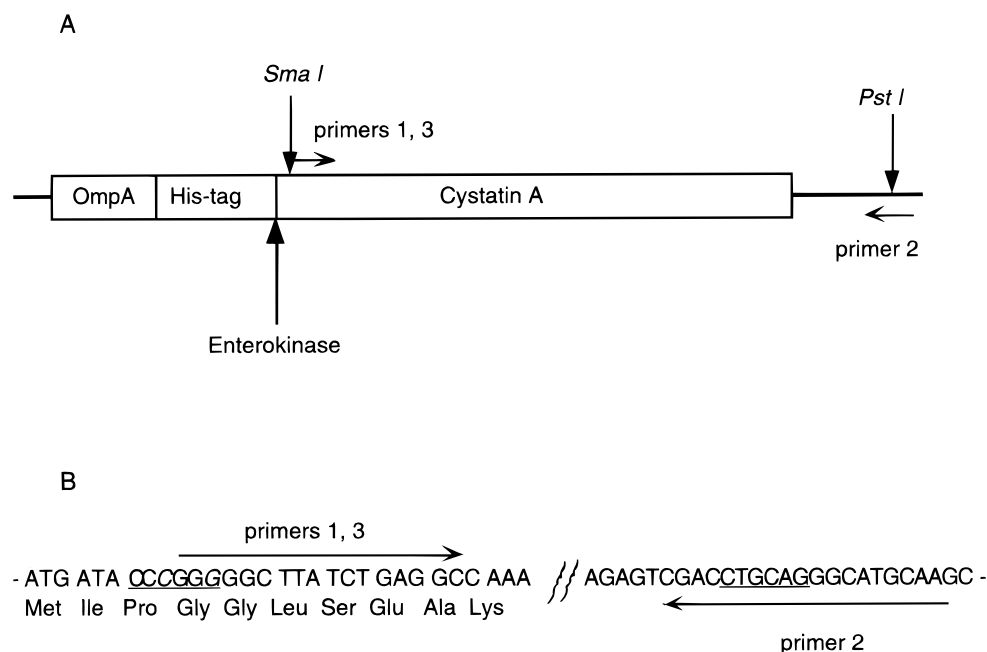 A
Sma I
Pst I
primers 1, 3
OmpA His-tag Cystatin A
primer 2
Enterokinase
B
primers 1, 3
- ATG ATA CCCGGGGGC TTA TCT GAG GCC AAA AGAGTCGACCTGCAGGGCATGCAAGC -
Met Ile Pro Gly Gly Leu Ser Glu Ala Lys
primer 2